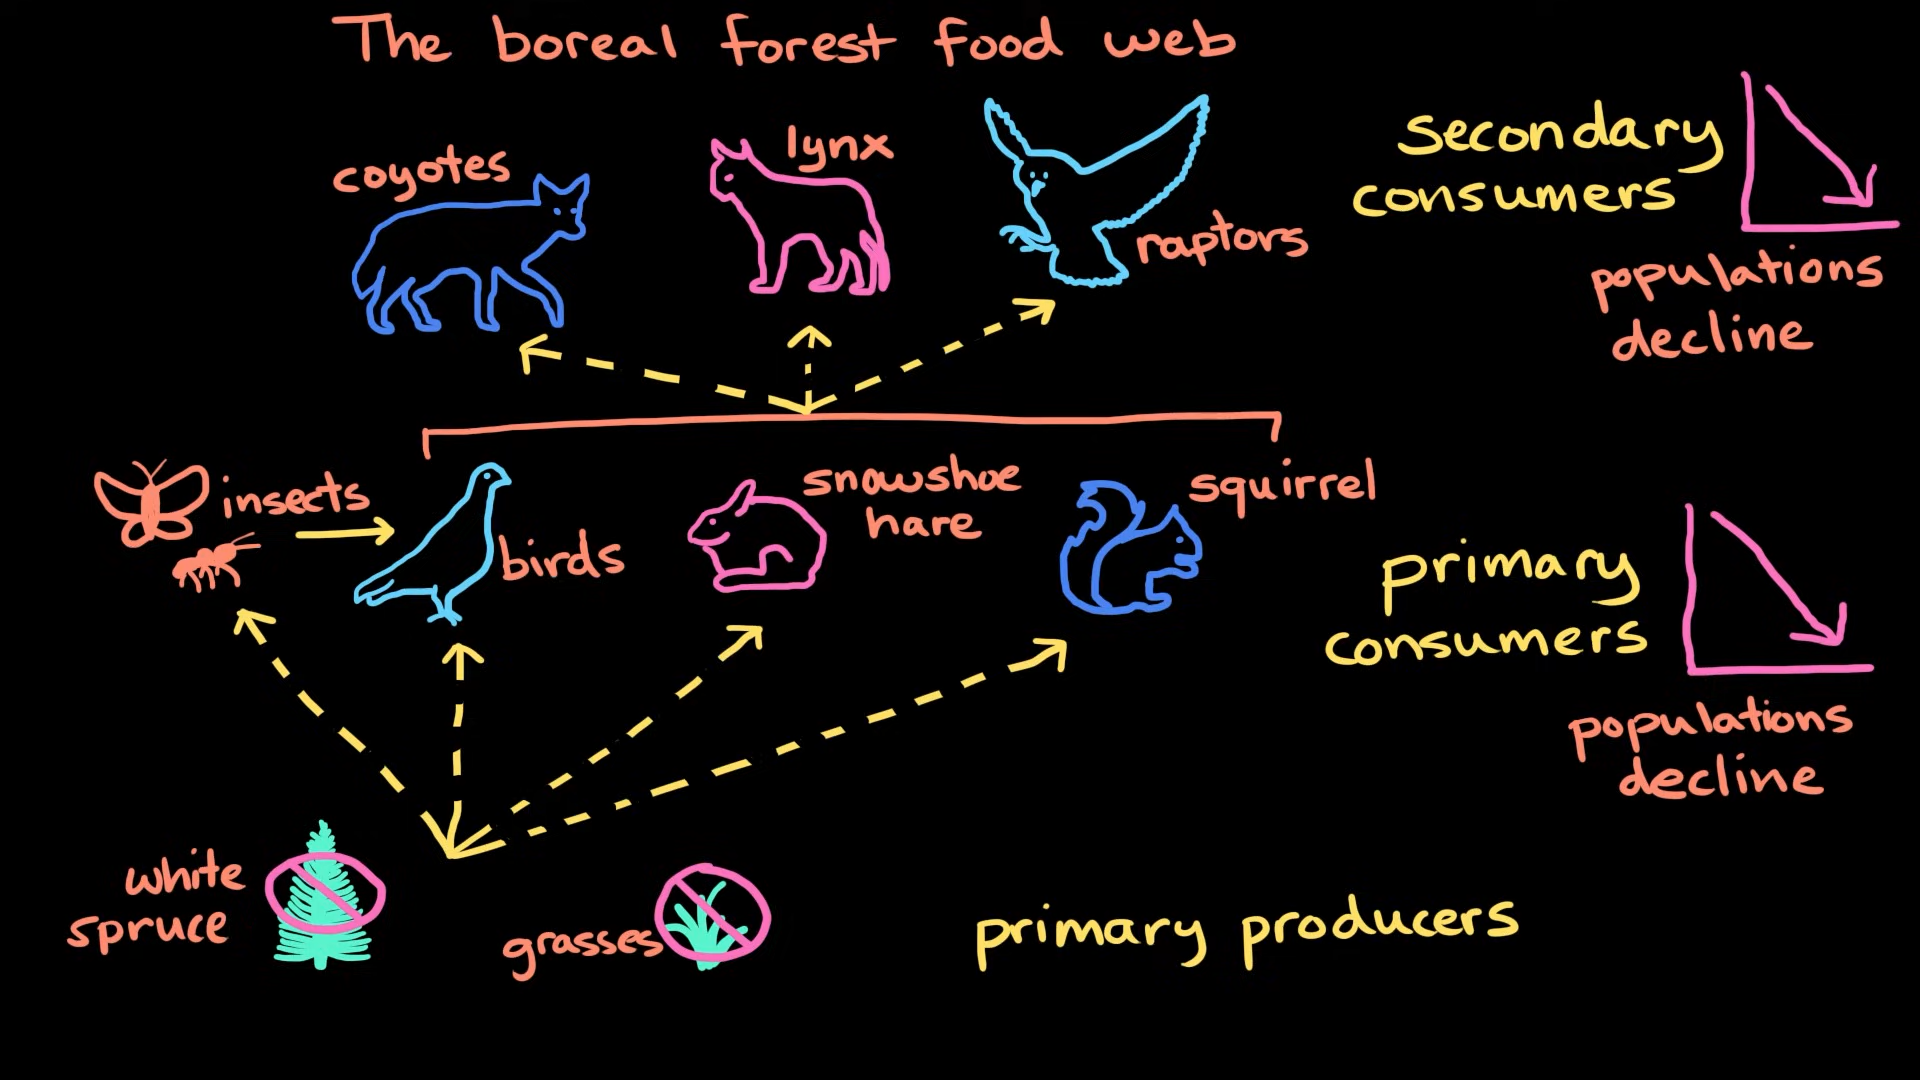 The boreal forest food web
coyotes
lynx
raptors
secondary
consumers
populations
decline
insects
birds
snowshoe
hare
squirrel
primary
consumers
populations
decline
white
spruce
grasses
primary producers